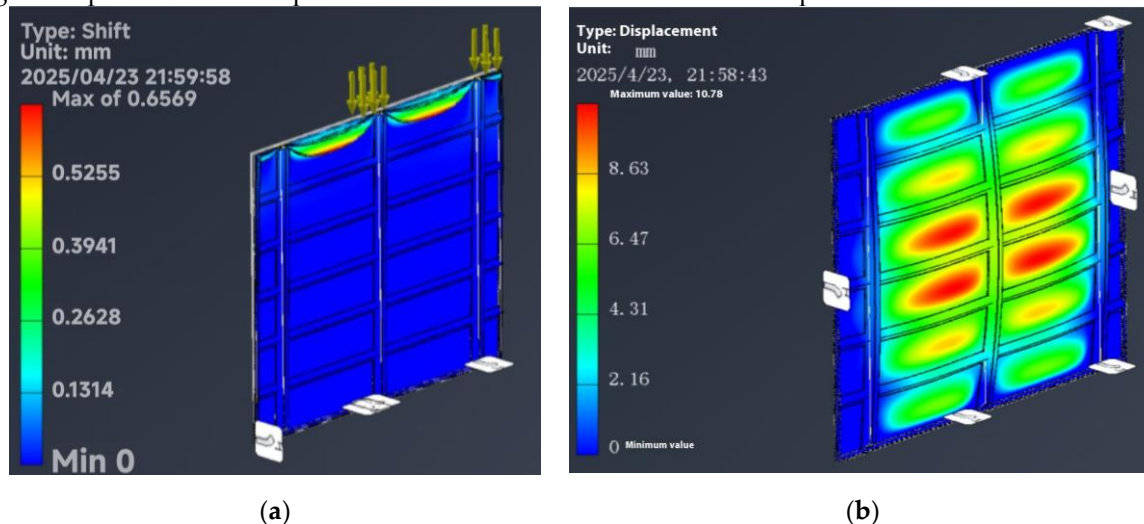 Type: Shift
Unit: mm
2025/04/23 21:59:58
Max of 0.6569
0.5255
0.3941
0.2628
0.1314
Min 0
Type: Displacement
Unit: mm
2025/4/23, 21:58:43
Maximum value: 10.78
8.63
6.47
4.31
2.16
0 Minimum value
(a)
(b)